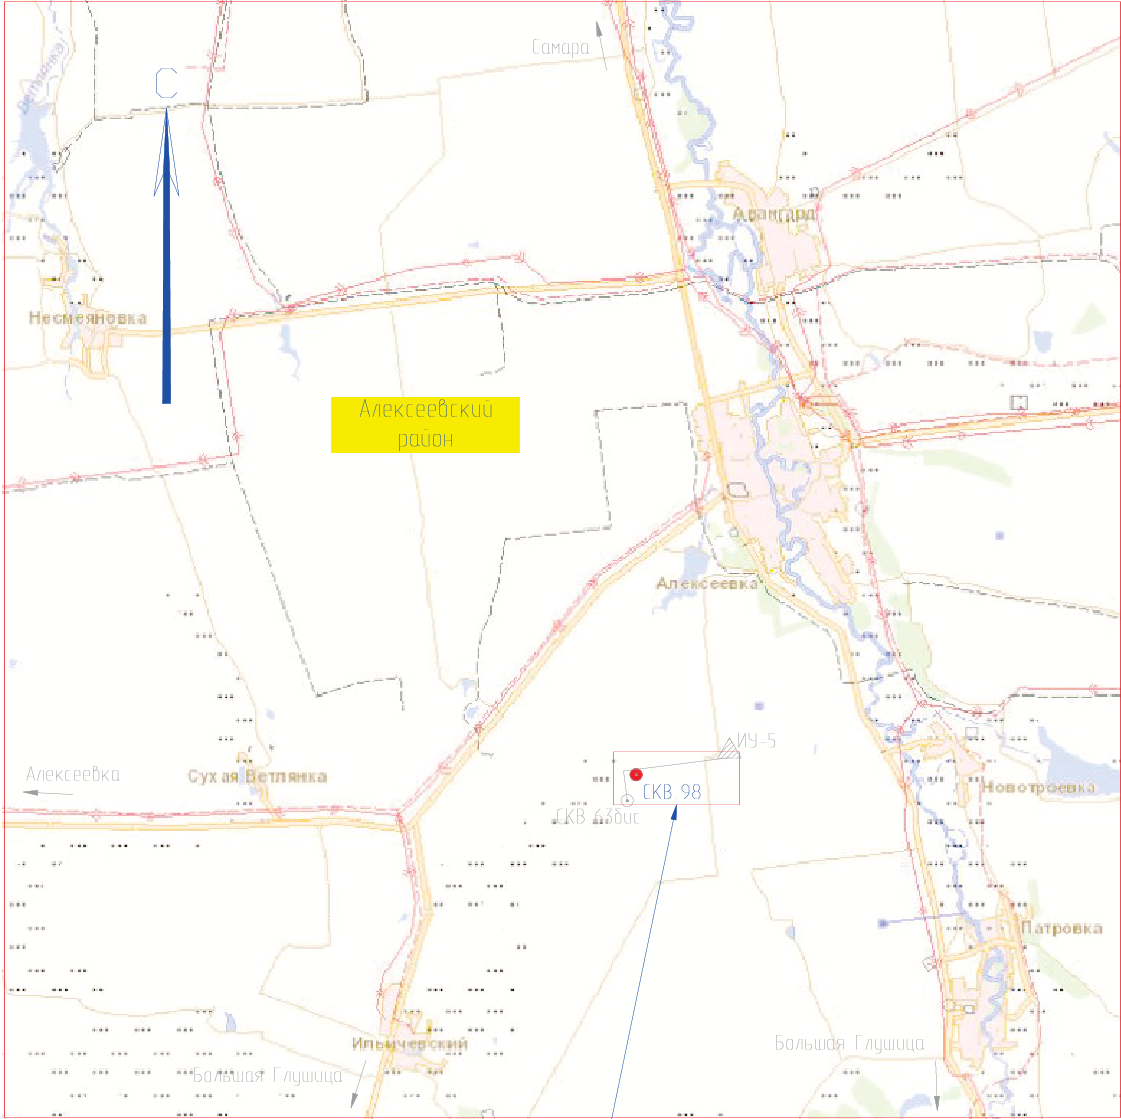 Самара
С
Авангард
Несмеяновка
Алексеевский
район
Алексеевка
ИУ-5
Алексеевка
Сухая Ветлянка
СКВ 98
Новотроевка
СКВ 63бис
Патровка
Ильичевский
Большая Глушица
Большая Глушица